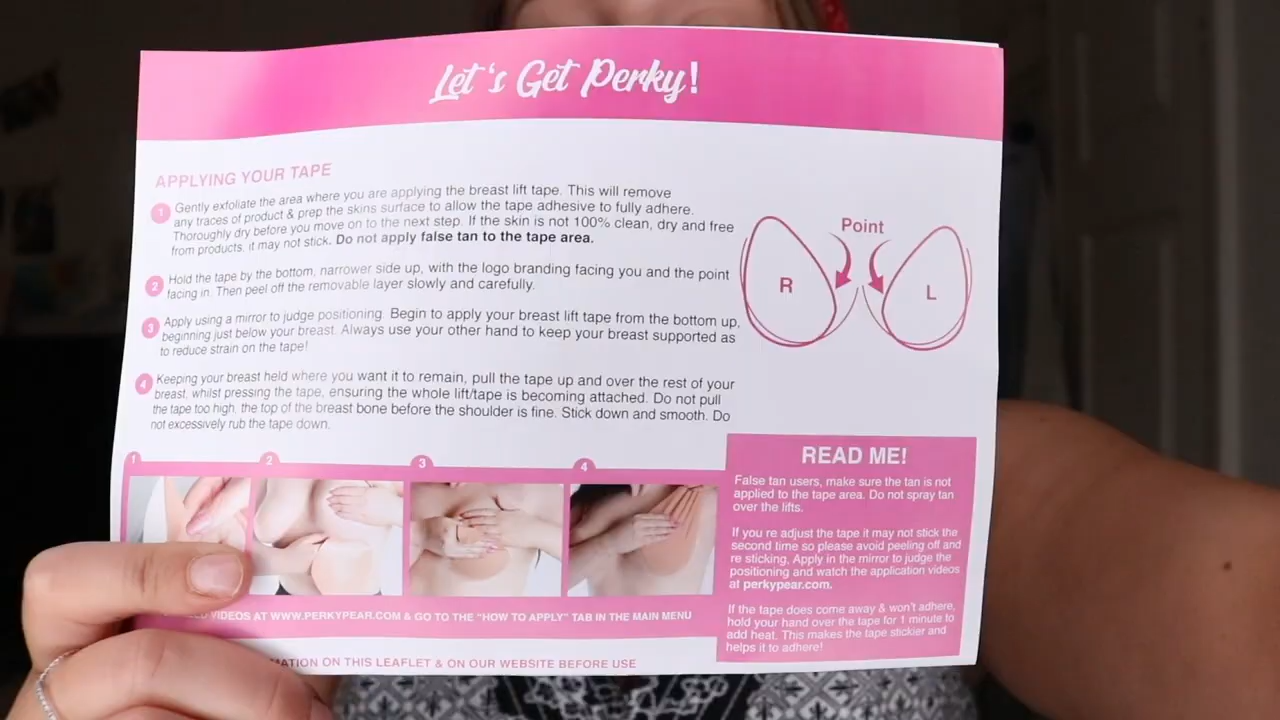 Let's Get Perky!
APPLYING YOUR TAPE
1 Gently exfoliate the area where you are applying the breast lift tape. This will remove
any traces of product & prep the skins surface to allow the tape adhesive to fully adhere.
Thoroughly dry before you move on to the next step. If the skin is not 100% clean, dry and free
from products, it may not stick. Do not apply false tan to the tape area.
2 Hold the tape by the bottom, narrower side up, with the logo branding facing you and the point
facing in. Then peel off the removable layer slowly and carefully.
3 Apply using a mirror to judge positioning. Begin to apply your breast lift tape from the bottom up,
beginning just below your breast. Always use your other hand to keep your breast supported as
to reduce strain on the tape!
4 Keeping your breast held where you want it to remain, pull the tape up and over the rest of your
breast, whilst pressing the tape, ensuring the whole lift/tape is becoming attached. Do not pull
the tape too high, the top of the breast bone before the shoulder is fine. Stick down and smooth. Do
not excessively rub the tape down.
Point
R
L
1
2
3
4
VIDEOS AT WWW.PERKYPEAR.COM & GO TO THE "HOW TO APPLY" TAB IN THE MAIN MENU
ON THIS LEAFLET & ON OUR WEBSITE BEFORE USE
READ ME!
False tan users, make sure the tan is not
applied to the tape area. Do not spray tan
over the lifts.
If you re adjust the tape it may not stick the
second time so please avoid peeling off and
re sticking. Apply in the mirror to judge the
positioning and watch the application videos
at perkypear.com.
If the tape does come away & won't adhere,
hold your hand over the tape for 1 minute to
add heat. This makes the tape stickier and
helps it to adhere!